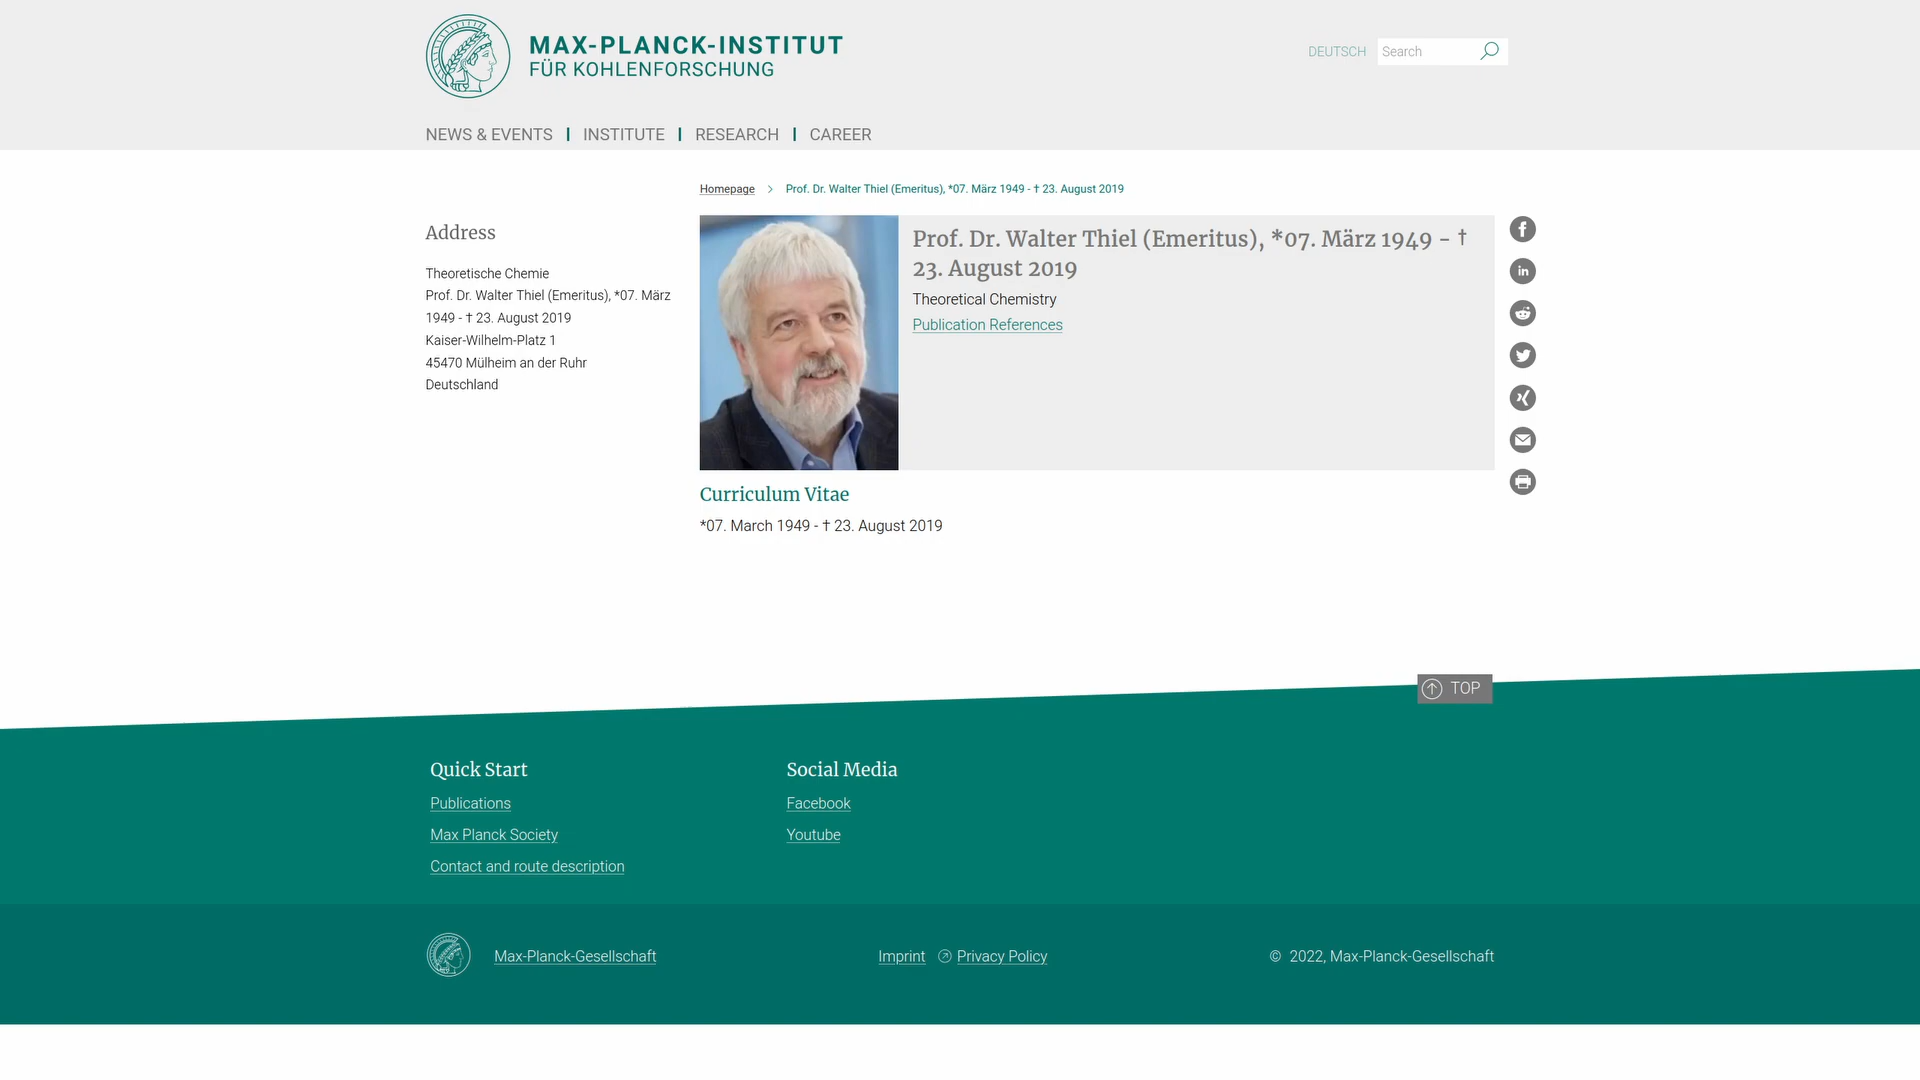 MAX-PLANCK-INSTITUT
FÜR KOHLENFORSCHUNG
DEUTSCH
Search
NEWS & EVENTS
INSTITUTE
RESEARCH
CAREER
Homepage
Prof. Dr. Walter Thiel (Emeritus), *07. März 1949 - † 23. August 2019
Address
Theoretische Chemie
Prof. Dr. Walter Thiel (Emeritus), *07. März
1949 - † 23. August 2019
Kaiser-Wilhelm-Platz 1
45470 Mülheim an der Ruhr
Deutschland
Prof. Dr. Walter Thiel (Emeritus), *07. März 1949 - †
23. August 2019
Theoretical Chemistry
Publication References
Curriculum Vitae
*07. March 1949 - † 23. August 2019
TOP
Quick Start
Publications
Max Planck Society
Contact and route description
Social Media
Facebook
Youtube
Max-Planck-Gesellschaft
Imprint
Privacy Policy
© 2022, Max-Planck-Gesellschaft